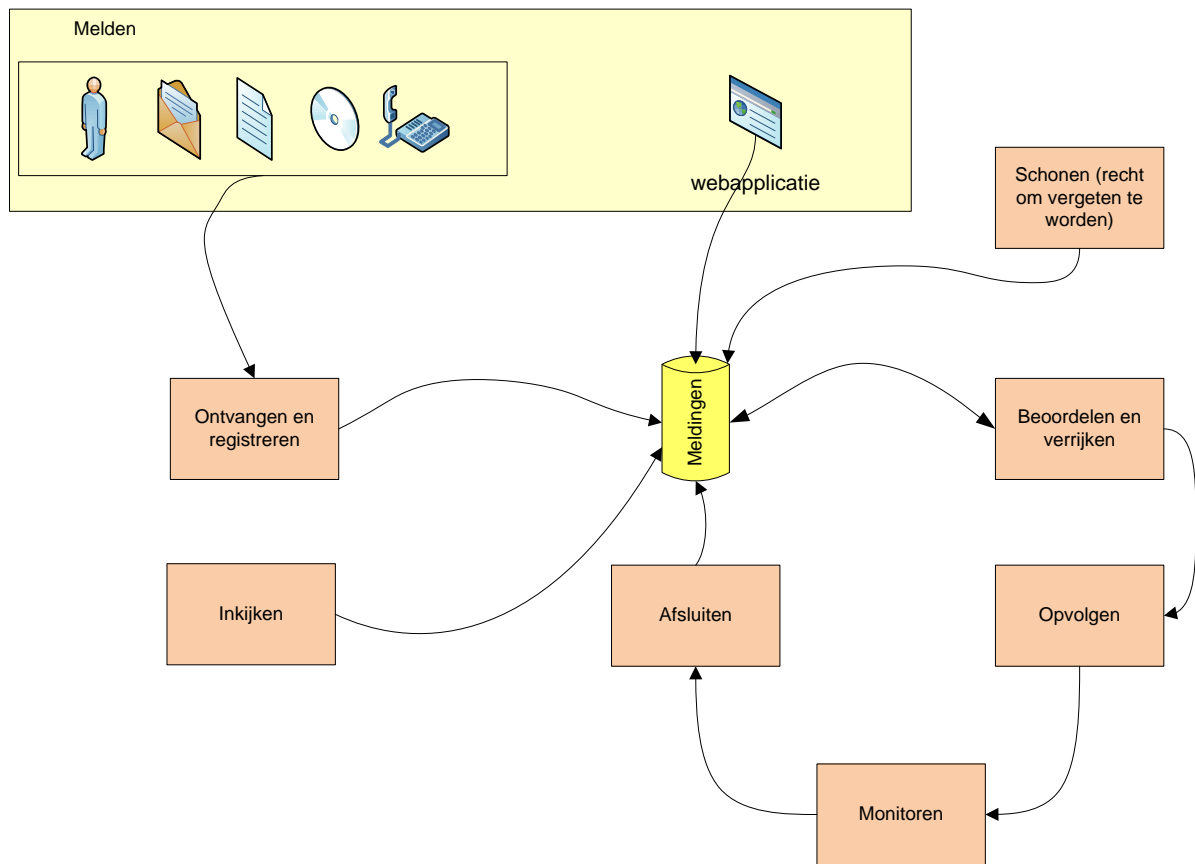 Melden
webapplicatie
Schonen (recht
om vergeten te
worden)
Ontvangen en
registreren
Meldingen
Beoordelen en
verrijken
Inkijken
Afsluiten
Opvolgen
Monitoren